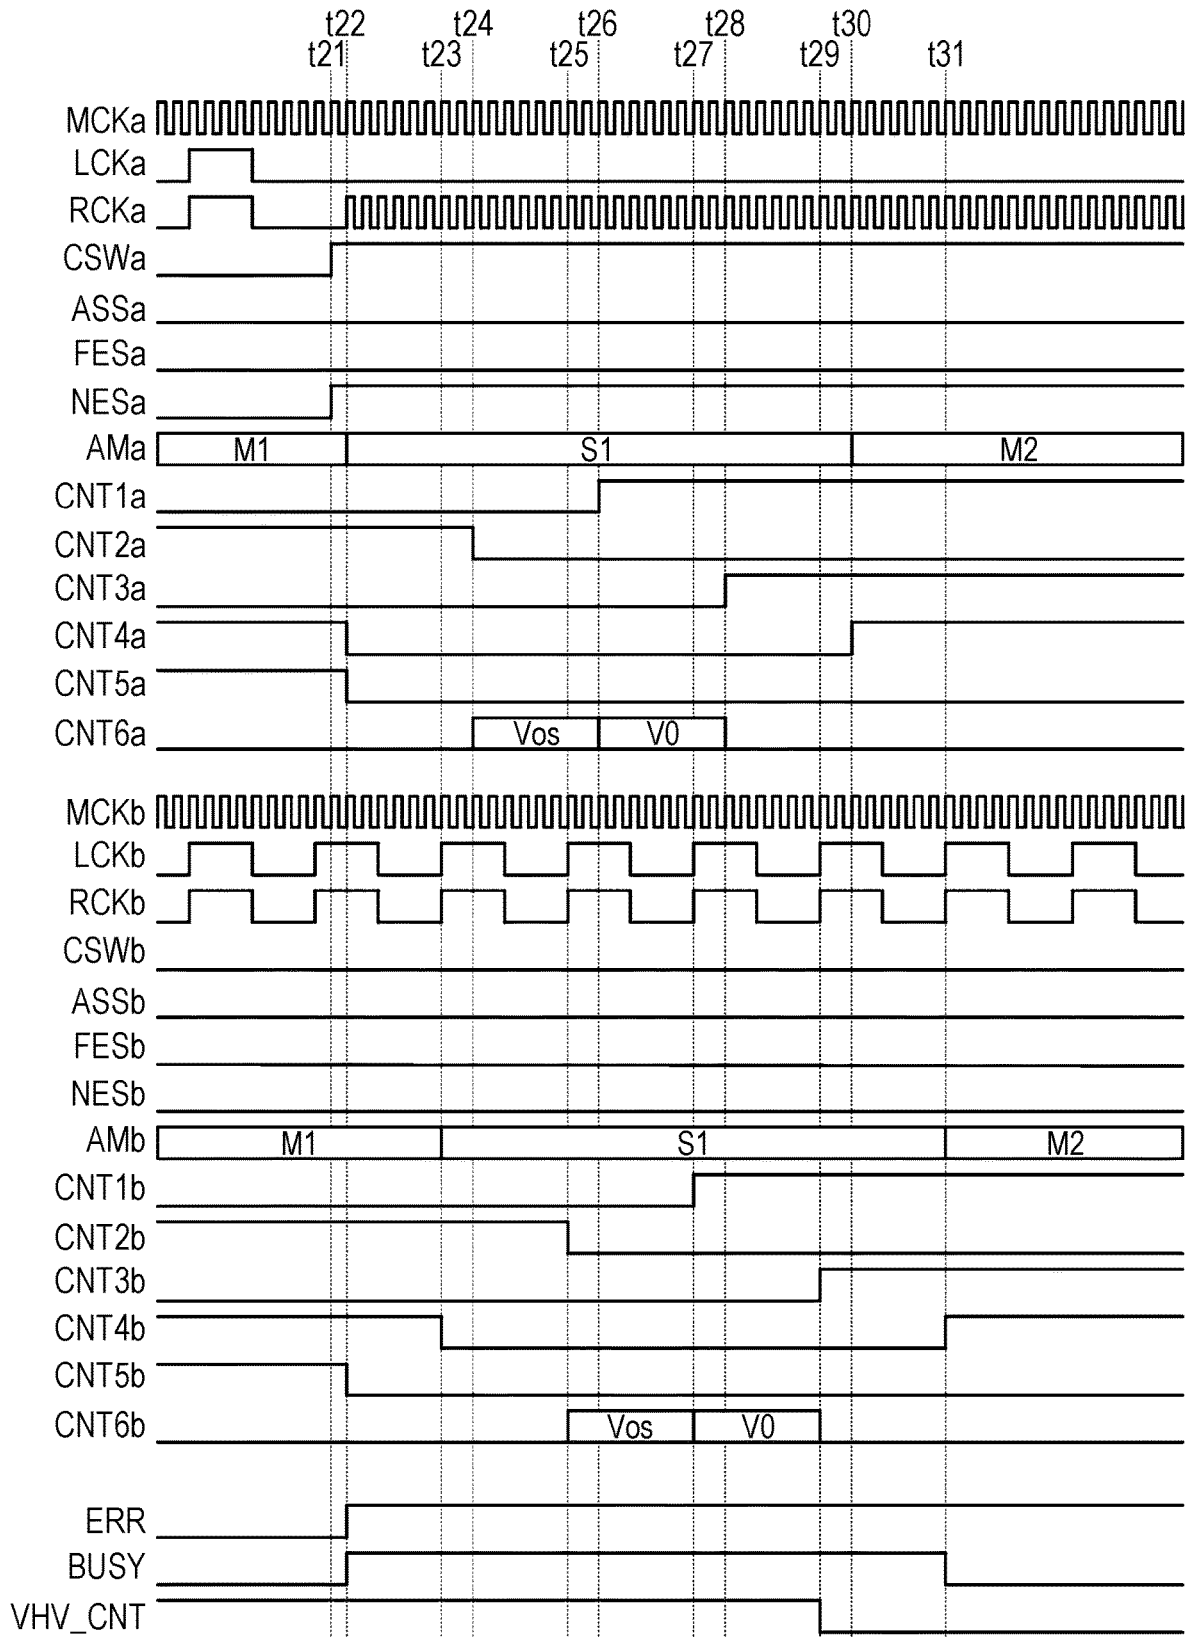 t22 t24 t26 t28 t30
t21 t23 t25 t27 t29 t31
MCKa
LCKa
RCKa
CSWa
ASSa
FESa
NESa
AMa M1 S1 M2
CNT1a
CNT2a
CNT3a
CNT4a
CNT5a
CNT6a Vos V0
MCKb
LCKb
RCKb
CSWb
ASSb
FESb
NESb
AMb M1 S1 M2
CNT1b
CNT2b
CNT3b
CNT4b
CNT5b
CNT6b Vos V0
ERR
BUSY
VHV_CNT